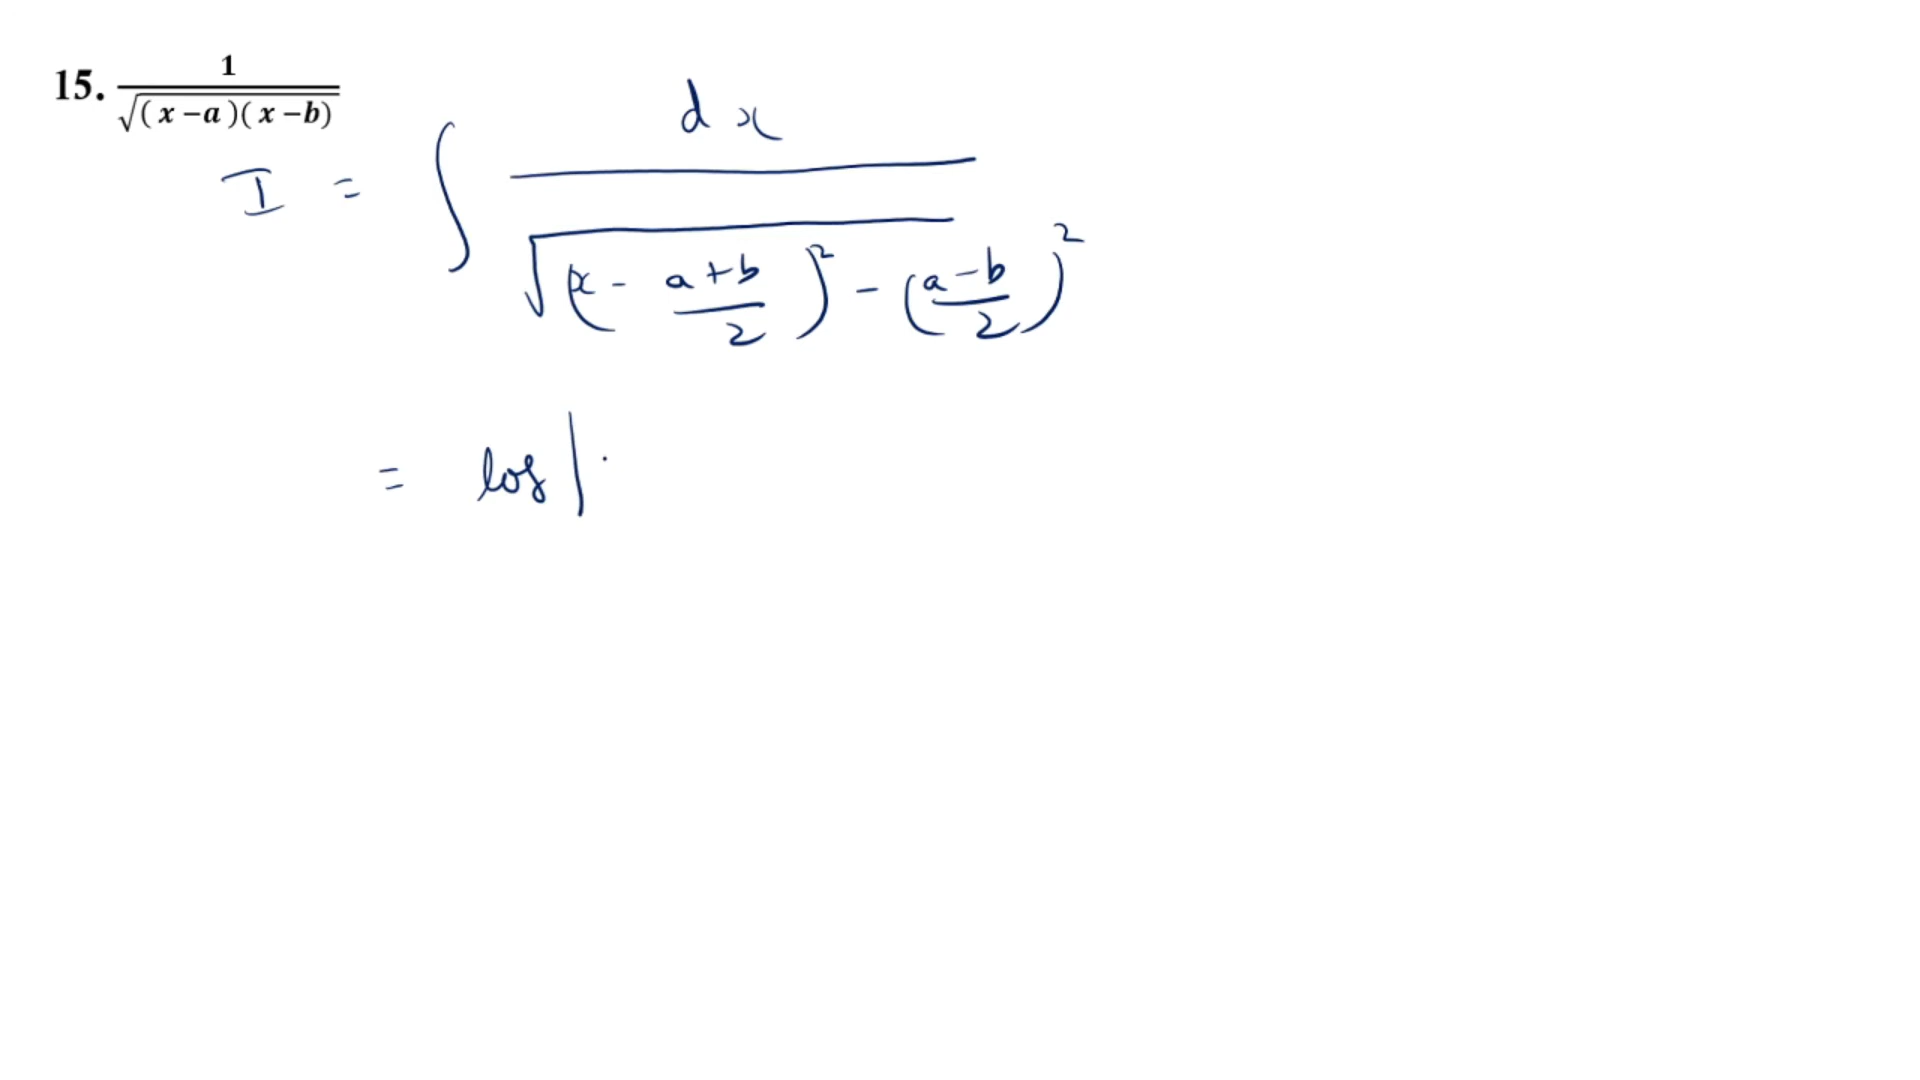 15. 1/√((x – a)(x – b))
I = ∫ dx / √((x - (a+b)/2)² - ((a-b)/2)²)
= log |